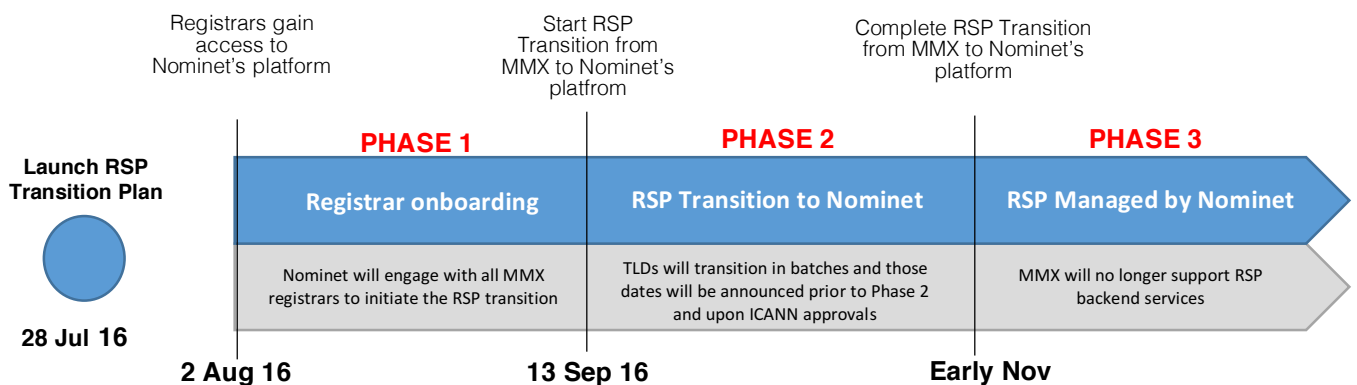 Registrars gain
access to
Nominet's platform
Start RSP
Transition from
MMX to Nominet's
platfrom
Complete RSP Transition
from MMX to Nominet's
platform
PHASE 1
PHASE 2
PHASE 3
Launch RSP
Transition Plan
Registrar onboarding
RSP Transition to Nominet
RSP Managed by Nominet
Nominet will engage with all MMX
registrars to initiate the RSP transition
TLDs will transition in batches and those
dates will be announced prior to Phase 2
and upon ICANN approvals
MMX will no longer support RSP
backend services
28 Jul 16
2 Aug 16
13 Sep 16
Early Nov